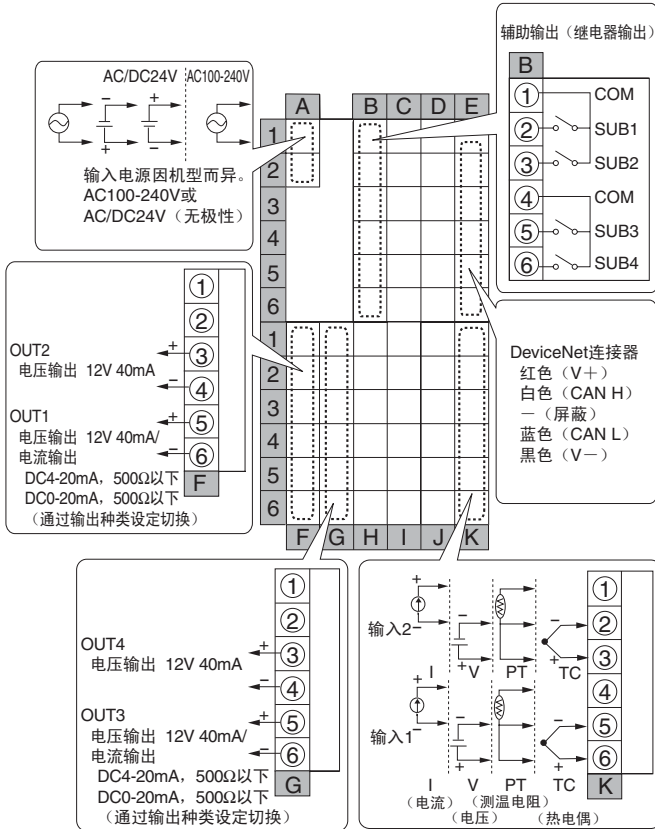 辅助输出（继电器输出）
B
① COM
② SUB1
③ SUB2
④ COM
⑤ SUB3
⑥ SUB4
AC/DC24V AC100-240V
－ ＋
＋ －
输入电源因机型而异。
AC100-240V或
AC/DC24V（无极性）
A B C D E
1
2
3
4
5
6
1
2
3
4
5
6
F G H I J K
①
②
OUT2 ＋ ③
电压输出 12V 40mA
－ ④
OUT1 ＋ ⑤
电压输出 12V 40mA/
电流输出 － ⑥
DC4-20mA，500Ω以下
F
DC0-20mA，500Ω以下
（通过输出种类设定切换）
DeviceNet连接器
红色（V＋）
白色（CAN H）
－（屏蔽）
蓝色（CAN L）
黑色（V－）
①
②
OUT4 ＋ ③
电压输出 12V 40mA
－ ④
OUT3 ＋ ⑤
电压输出 12V 40mA/
电流输出 － ⑥
DC4-20mA，500Ω以下
G
DC0-20mA，500Ω以下
（通过输出种类设定切换）
＋ ①
－ － ②
输入2－
＋ ③
I ＋V PT TC
＋ ④
－ － ⑤
输入1－
＋ ＋ ⑥
I V PT TC K
（电流） （测温电阻）
（电压） （热电偶）